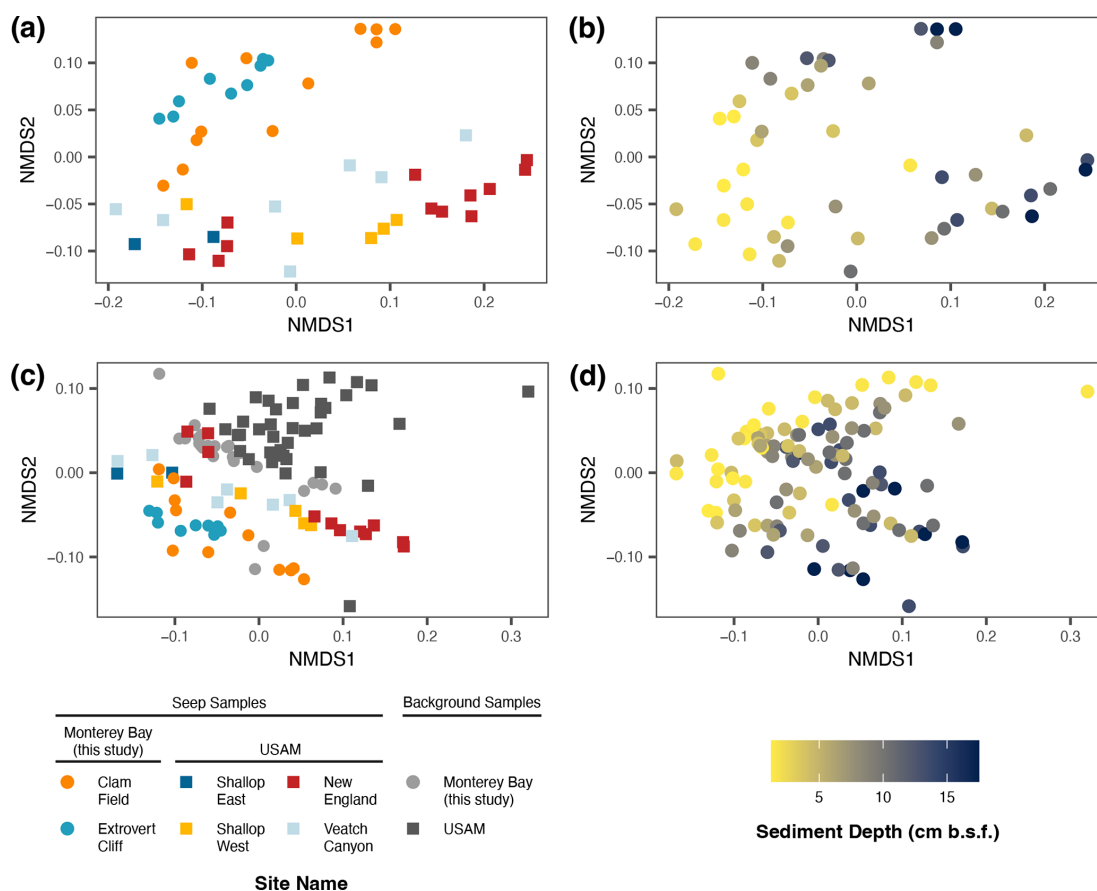 (a)
0.10
0.05
0.00
−0.05
−0.10
NMDS2
−0.2
−0.1
0.0
0.1
0.2
NMDS1
(b)
0.10
0.05
0.00
−0.05
−0.10
NMDS2
−0.2
−0.1
0.0
0.1
0.2
NMDS1
(c)
0.10
0.00
−0.10
NMDS2
−0.1
0.0
0.1
0.2
0.3
NMDS1
(d)
0.10
0.00
−0.10
NMDS2
−0.1
0.0
0.1
0.2
0.3
NMDS1
Seep Samples
Background Samples
Monterey Bay
(this study)
USAM
Clam
Field
Shallop
East
New
England
Monterey Bay
(this study)
Extrovert
Cliff
Shallop
West
Veatch
Canyon
USAM
Site Name
5
10
15
Sediment Depth (cm b.s.f.)